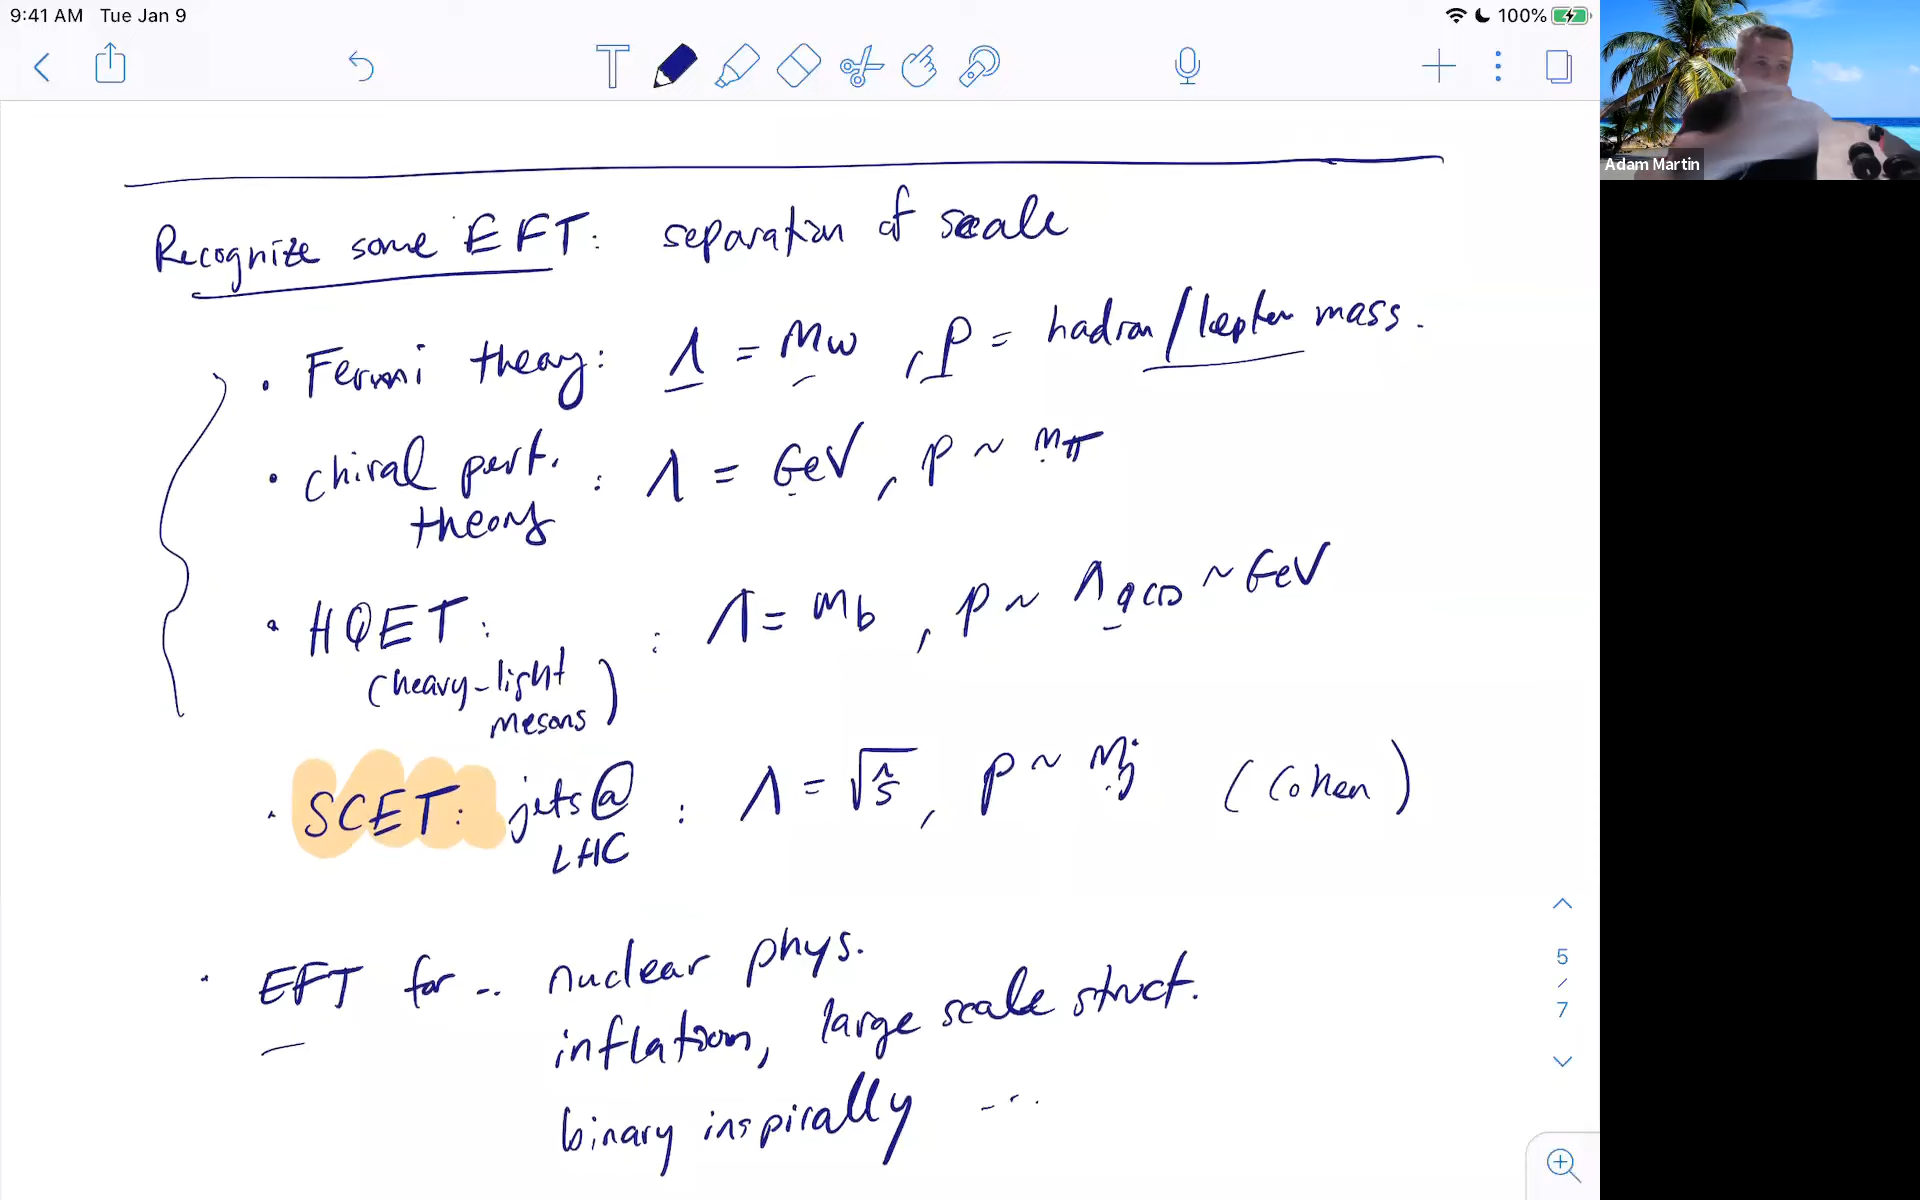 9:41 AM Tue Jan 9
100%
Adam Martin
Recognize some EFT: separation of scale
• Fermi theory: Λ = Mw , p = hadron/lepton mass.
• chiral pert. theory : Λ = GeV , p ~ mπ
• HQET: : Λ = mb , p ~ Λqcd ~ GeV
(heavy-light
mesons)
• SCET: jets@ : Λ = √ŝ , p ~ Mj (Cohen)
LHC
• EFT for .. nuclear phys.
inflation, large scale struct.
binary inspirally ....
5
/
7